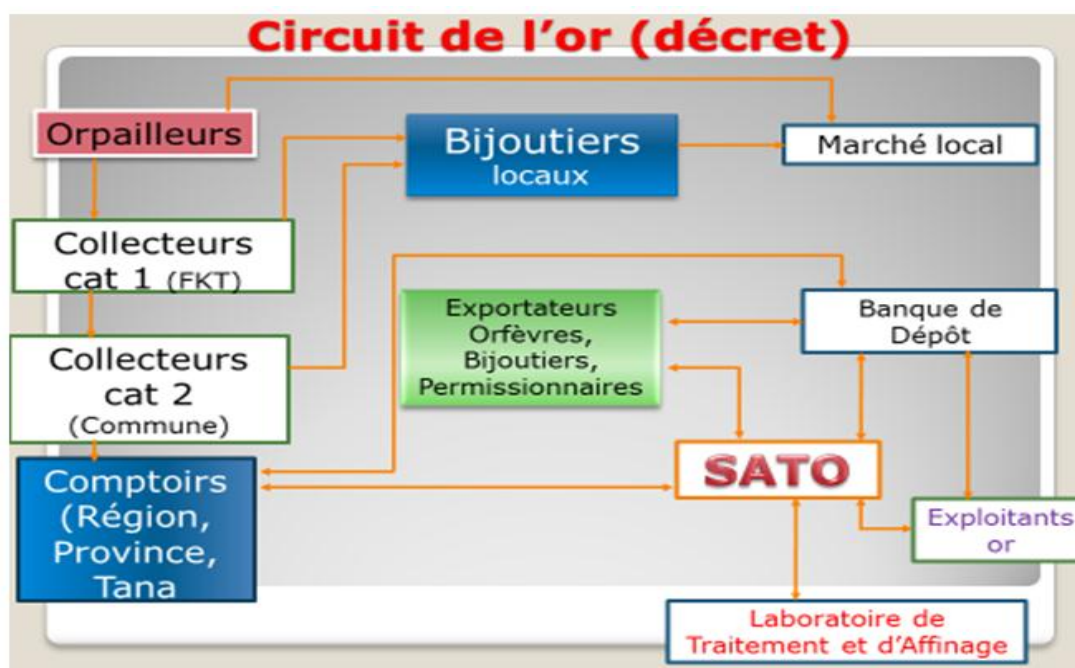 Circuit de l'or (décret)
Orpailleurs
Bijoutiers
locaux
Marché local
Collecteurs
cat 1 (FKT)
Exportateurs
Orfèvres,
Bijoutiers,
Permissionnaires
Banque de
Dépôt
Collecteurs
cat 2
(Commune)
Comptoirs
(Région,
Province,
Tana
SATO
Exploitants
or
Laboratoire de
Traitement et d'Affinage